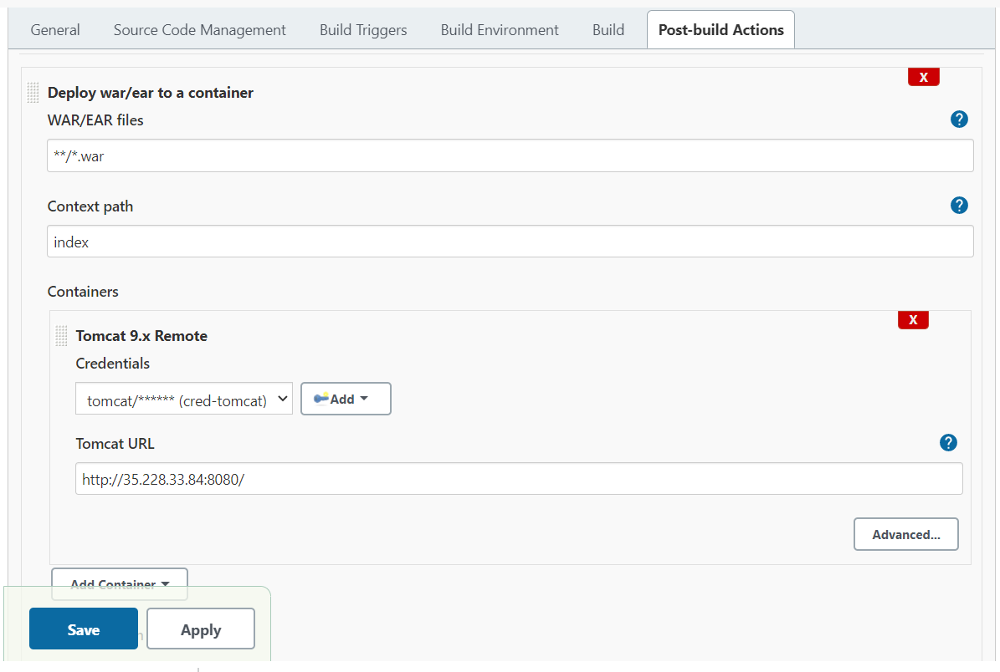 General Source Code Management Build Triggers Build Environment Build Post-build Actions
X
Deploy war/ear to a container
WAR/EAR files ?
**/*.war
Context path ?
index
Containers
X
Tomcat 9.x Remote
Credentials
tomcat/****** (cred-tomcat) Add
Tomcat URL ?
http://35.228.33.84:8080/
Advanced...
Add Container
Save Apply